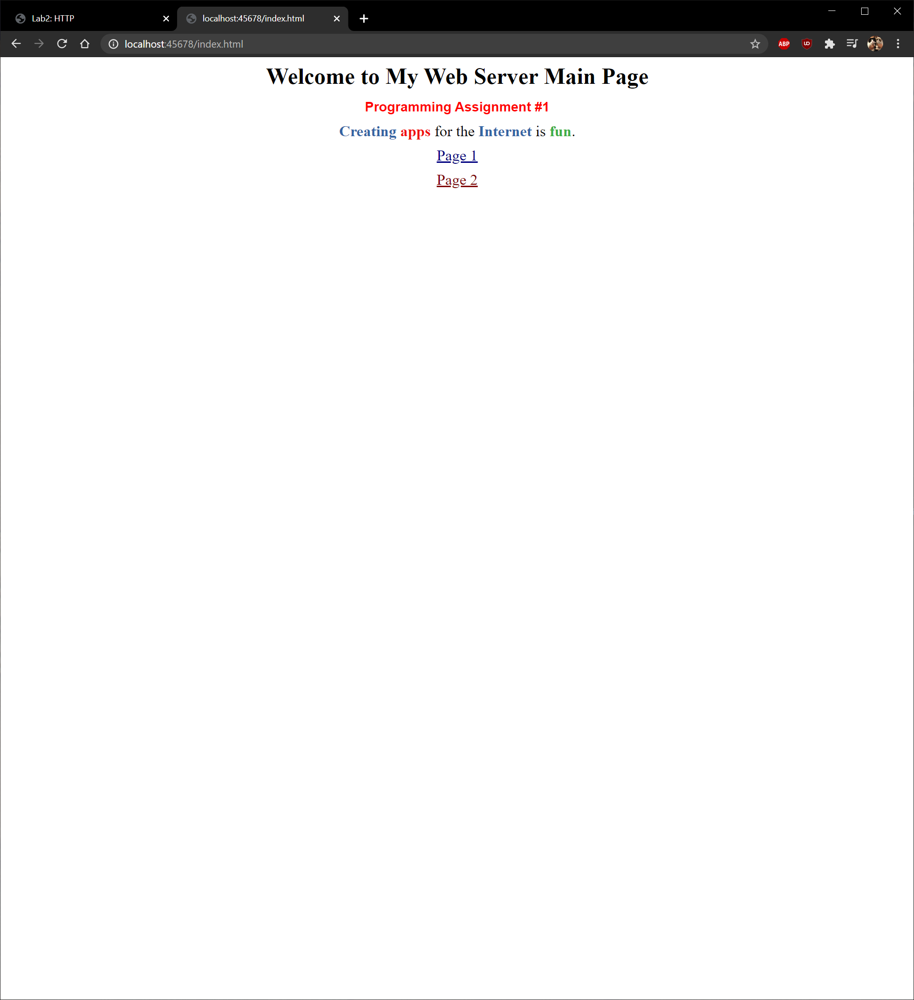 Lab2: HTTP
localhost:45678/index.html
localhost:45678/index.html
ABP
Welcome to My Web Server Main Page
Programming Assignment #1
Creating apps for the Internet is fun.
Page 1
Page 2